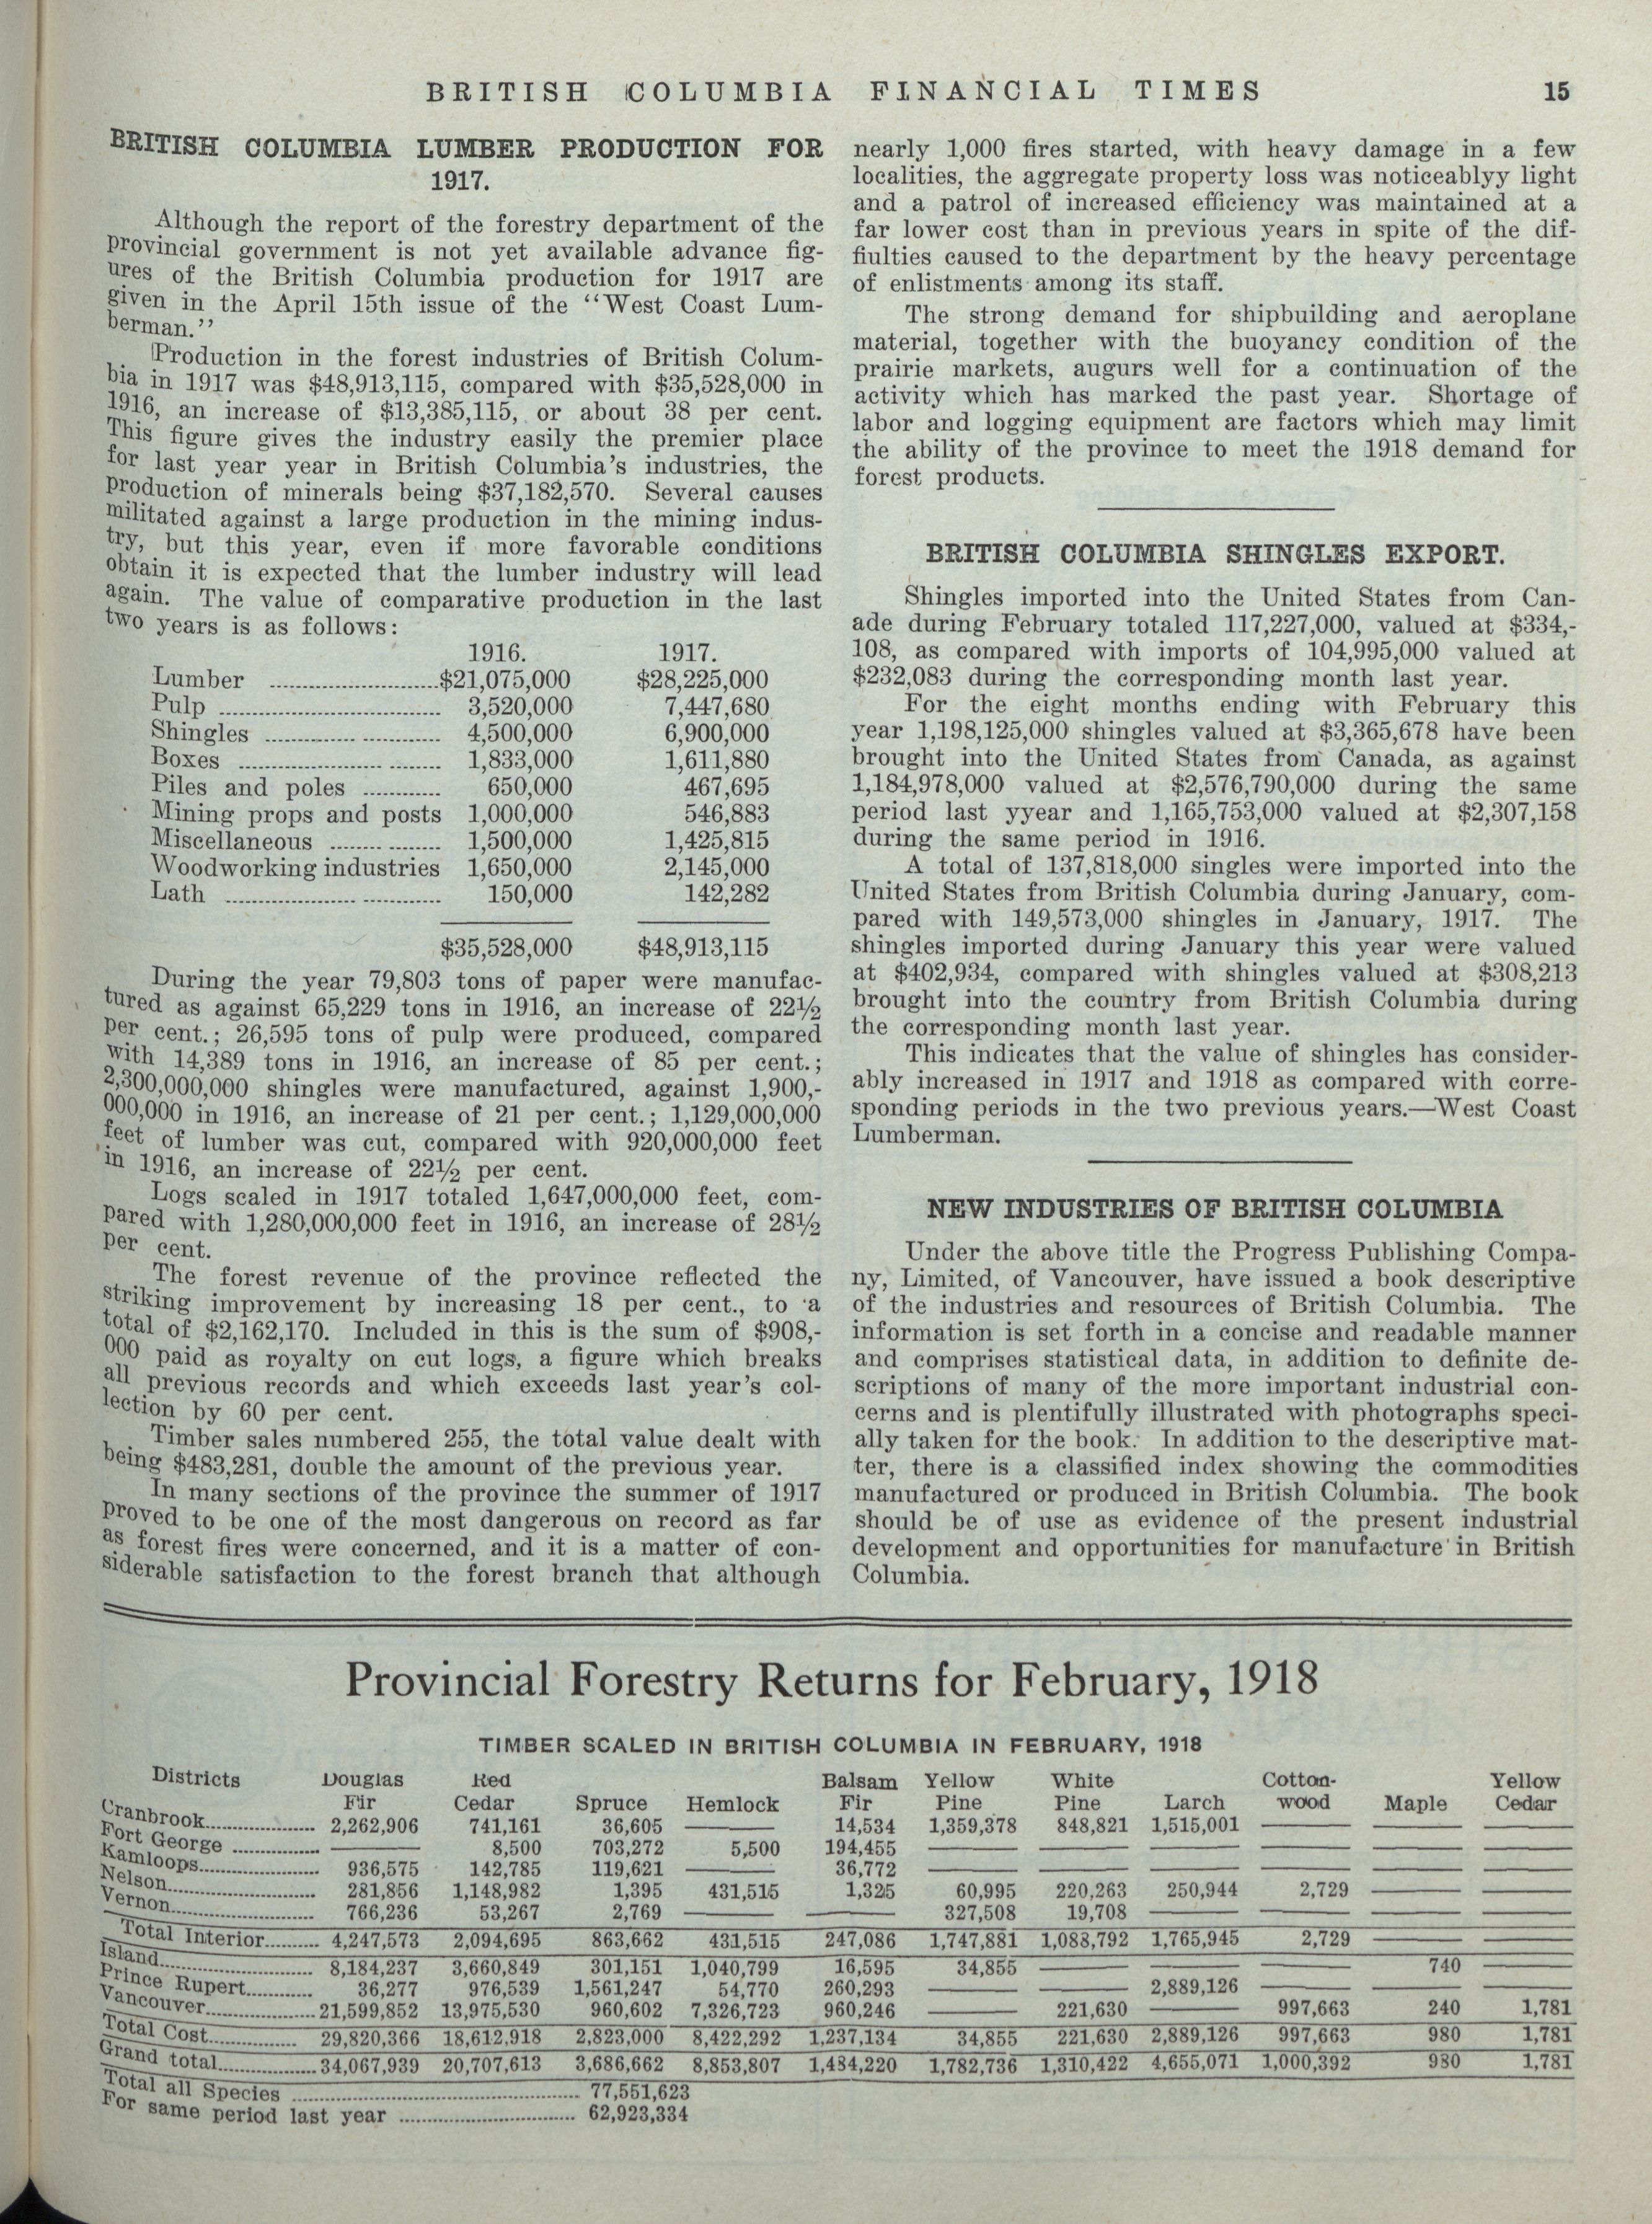 BRITISH COLUMBIA FINANCIAL TIMES 15
BRITISH COLUMBIA LUMBER PRODUCTION FOR
1917.
Although the report of the forestry department of the
provincial government is not yet available advance fig-
ures of the British Columbia production for 1917 are
given in the April 15th issue of the “West Coast Lum-
berman.”
Production in the forest industries of British Colum-
bia in 1917 was $48,913,115, compared with $35,528,000 in
1916, an increase of $13,385,115, or about 38 per cent.
This figure gives the industry easily the premier place
for last year year in British Columbia's industries, the
production of minerals being $37,182,570. Several causes
militated against a large production in the mining indus-
try, but this year, even if more favorable conditions
obtain it is expected that the lumber industry will lead
again. The value of comparative production in the last
two years is as follows:
1916. 1917.
Lumber ............ $21,075,000 $28,225,000
Pulp ............ 3,520,000 7,447,680
Shingles ............ 4,500,000 6,900,000
Boxes ............ 1,833,000 1,611,880
Piles and poles ............ 650,000 467,695
Mining props and posts 1,000,000 546,883
Miscellaneous ............ 1,500,000 1,425,815
Woodworking industries 1,650,000 2,145,000
Lath ............ 150,000 142,282
$35,528,000 $48,913,115
During the year 79,803 tons of paper were manufac-
tured as against 65,229 tons in 1916, an increase of 22½
per cent.; 26,595 tons of pulp were produced, compared
with 14,389 tons in 1916, an increase of 85 per cent.;
2,300,000,000 shingles were manufactured, against 1,900,-
000,000 in 1916, an increase of 21 per cent.; 1,129,000,000
feet of lumber was cut, compared with 920,000,000 feet
in 1916, an increase of 22½ per cent.
Logs scaled in 1917 totaled 1,647,000,000 feet, com-
pared with 1,280,000,000 feet in 1916, an increase of 28½
per cent.
The forest revenue of the province reflected the
striking improvement by increasing 18 per cent., to a
total of $2,162,170. Included in this is the sum of $908,-
000 paid as royalty on cut logs, a figure which breaks
all previous records and which exceeds last year's col-
lection by 60 per cent.
Timber sales numbered 255, the total value dealt with
being $483,281, double the amount of the previous year.
In many sections of the province the summer of 1917
proved to be one of the most dangerous on record as far
as forest fires were concerned, and it is a matter of con-
siderable satisfaction to the forest branch that although
nearly 1,000 fires started, with heavy damage in a few
localities, the aggregate property loss was noticeablyy light
and a patrol of increased efficiency was maintained at a
far lower cost than in previous years in spite of the dif-
fiulties caused to the department by the heavy percentage
of enlistments among its staff.
The strong demand for shipbuilding and aeroplane
material, together with the buoyancy condition of the
prairie markets, augurs well for a continuation of the
activity which has marked the past year. Shortage of
labor and logging equipment are factors which may limit
the ability of the province to meet the 1918 demand for
forest products.
BRITISH COLUMBIA SHINGLES EXPORT.
Shingles imported into the United States from Can-
ade during February totaled 117,227,000, valued at $334,-
108, as compared with imports of 104,995,000 valued at
$232,083 during the corresponding month last year.
For the eight months ending with February this
year 1,198,125,000 shingles valued at $3,365,678 have been
brought into the United States from Canada, as against
1,184,978,000 valued at $2,576,790,000 during the same
period last yyear and 1,165,753,000 valued at $2,307,158
during the same period in 1916.
A total of 137,818,000 singles were imported into the
United States from British Columbia during January, com-
pared with 149,573,000 shingles in January, 1917. The
shingles imported during January this year were valued
at $402,934, compared with shingles valued at $308,213
brought into the country from British Columbia during
the corresponding month last year.
This indicates that the value of shingles has consider-
ably increased in 1917 and 1918 as compared with corre-
sponding periods in the two previous years.—West Coast
Lumberman.
NEW INDUSTRIES OF BRITISH COLUMBIA
Under the above title the Progress Publishing Compa-
ny, Limited, of Vancouver, have issued a book descriptive
of the industries and resources of British Columbia. The
information is set forth in a concise and readable manner
and comprises statistical data, in addition to definite de-
scriptions of many of the more important industrial con-
cerns and is plentifully illustrated with photographs speci-
ally taken for the book. In addition to the descriptive mat-
ter, there is a classified index showing the commodities
manufactured or produced in British Columbia. The book
should be of use as evidence of the present industrial
development and opportunities for manufacture in British
Columbia.
Provincial Forestry Returns for February, 1918
TIMBER SCALED IN BRITISH COLUMBIA IN FEBRUARY, 1918
Districts Douglas Red Balsam Yellow White Cotton- Yellow
Fir Cedar Spruce Hemlock Fir Pine Pine Larch wood Maple Cedar
Cranbrook............ 2,262,906 741,161 36,605 —— 14,534 1,359,378 848,821 1,515,001 —— —— ——
Fort George ............ —— 8,500 703,272 5,500 194,455 —— —— —— —— —— ——
Kamloops............ 936,575 142,785 119,621 —— 36,772 —— —— —— —— —— ——
Nelson............ 281,856 1,148,982 1,395 431,515 1,325 60,995 220,263 250,944 2,729 —— ——
Vernon............ 766,236 53,267 2,769 —— —— 327,508 19,708 —— —— —— ——
Total Interior.......... 4,247,573 2,094,695 863,662 431,515 247,086 1,747,881 1,088,792 1,765,945 2,729 —— ——
Island............ 8,184,237 3,660,849 301,151 1,040,799 16,595 34,855 —— —— —— 740 ——
Prince Rupert............ 36,277 976,539 1,561,247 54,770 260,293 —— —— 2,889,126 —— —— ——
Vancouver............ 21,599,852 13,975,530 960,602 7,326,723 960,246 —— 221,630 —— 997,663 240 1,781
Total Cost............ 29,820,366 18,612,918 2,823,000 8,422,292 1,237,134 34,855 221,630 2,889,126 997,663 980 1,781
Grand total............ 34,067,939 20,707,613 3,686,662 8,853,807 1,484,220 1,782,736 1,310,422 4,655,071 1,000,392 980 1,781
Total all Species ............ 77,551,623
For same period last year ............ 62,923,334